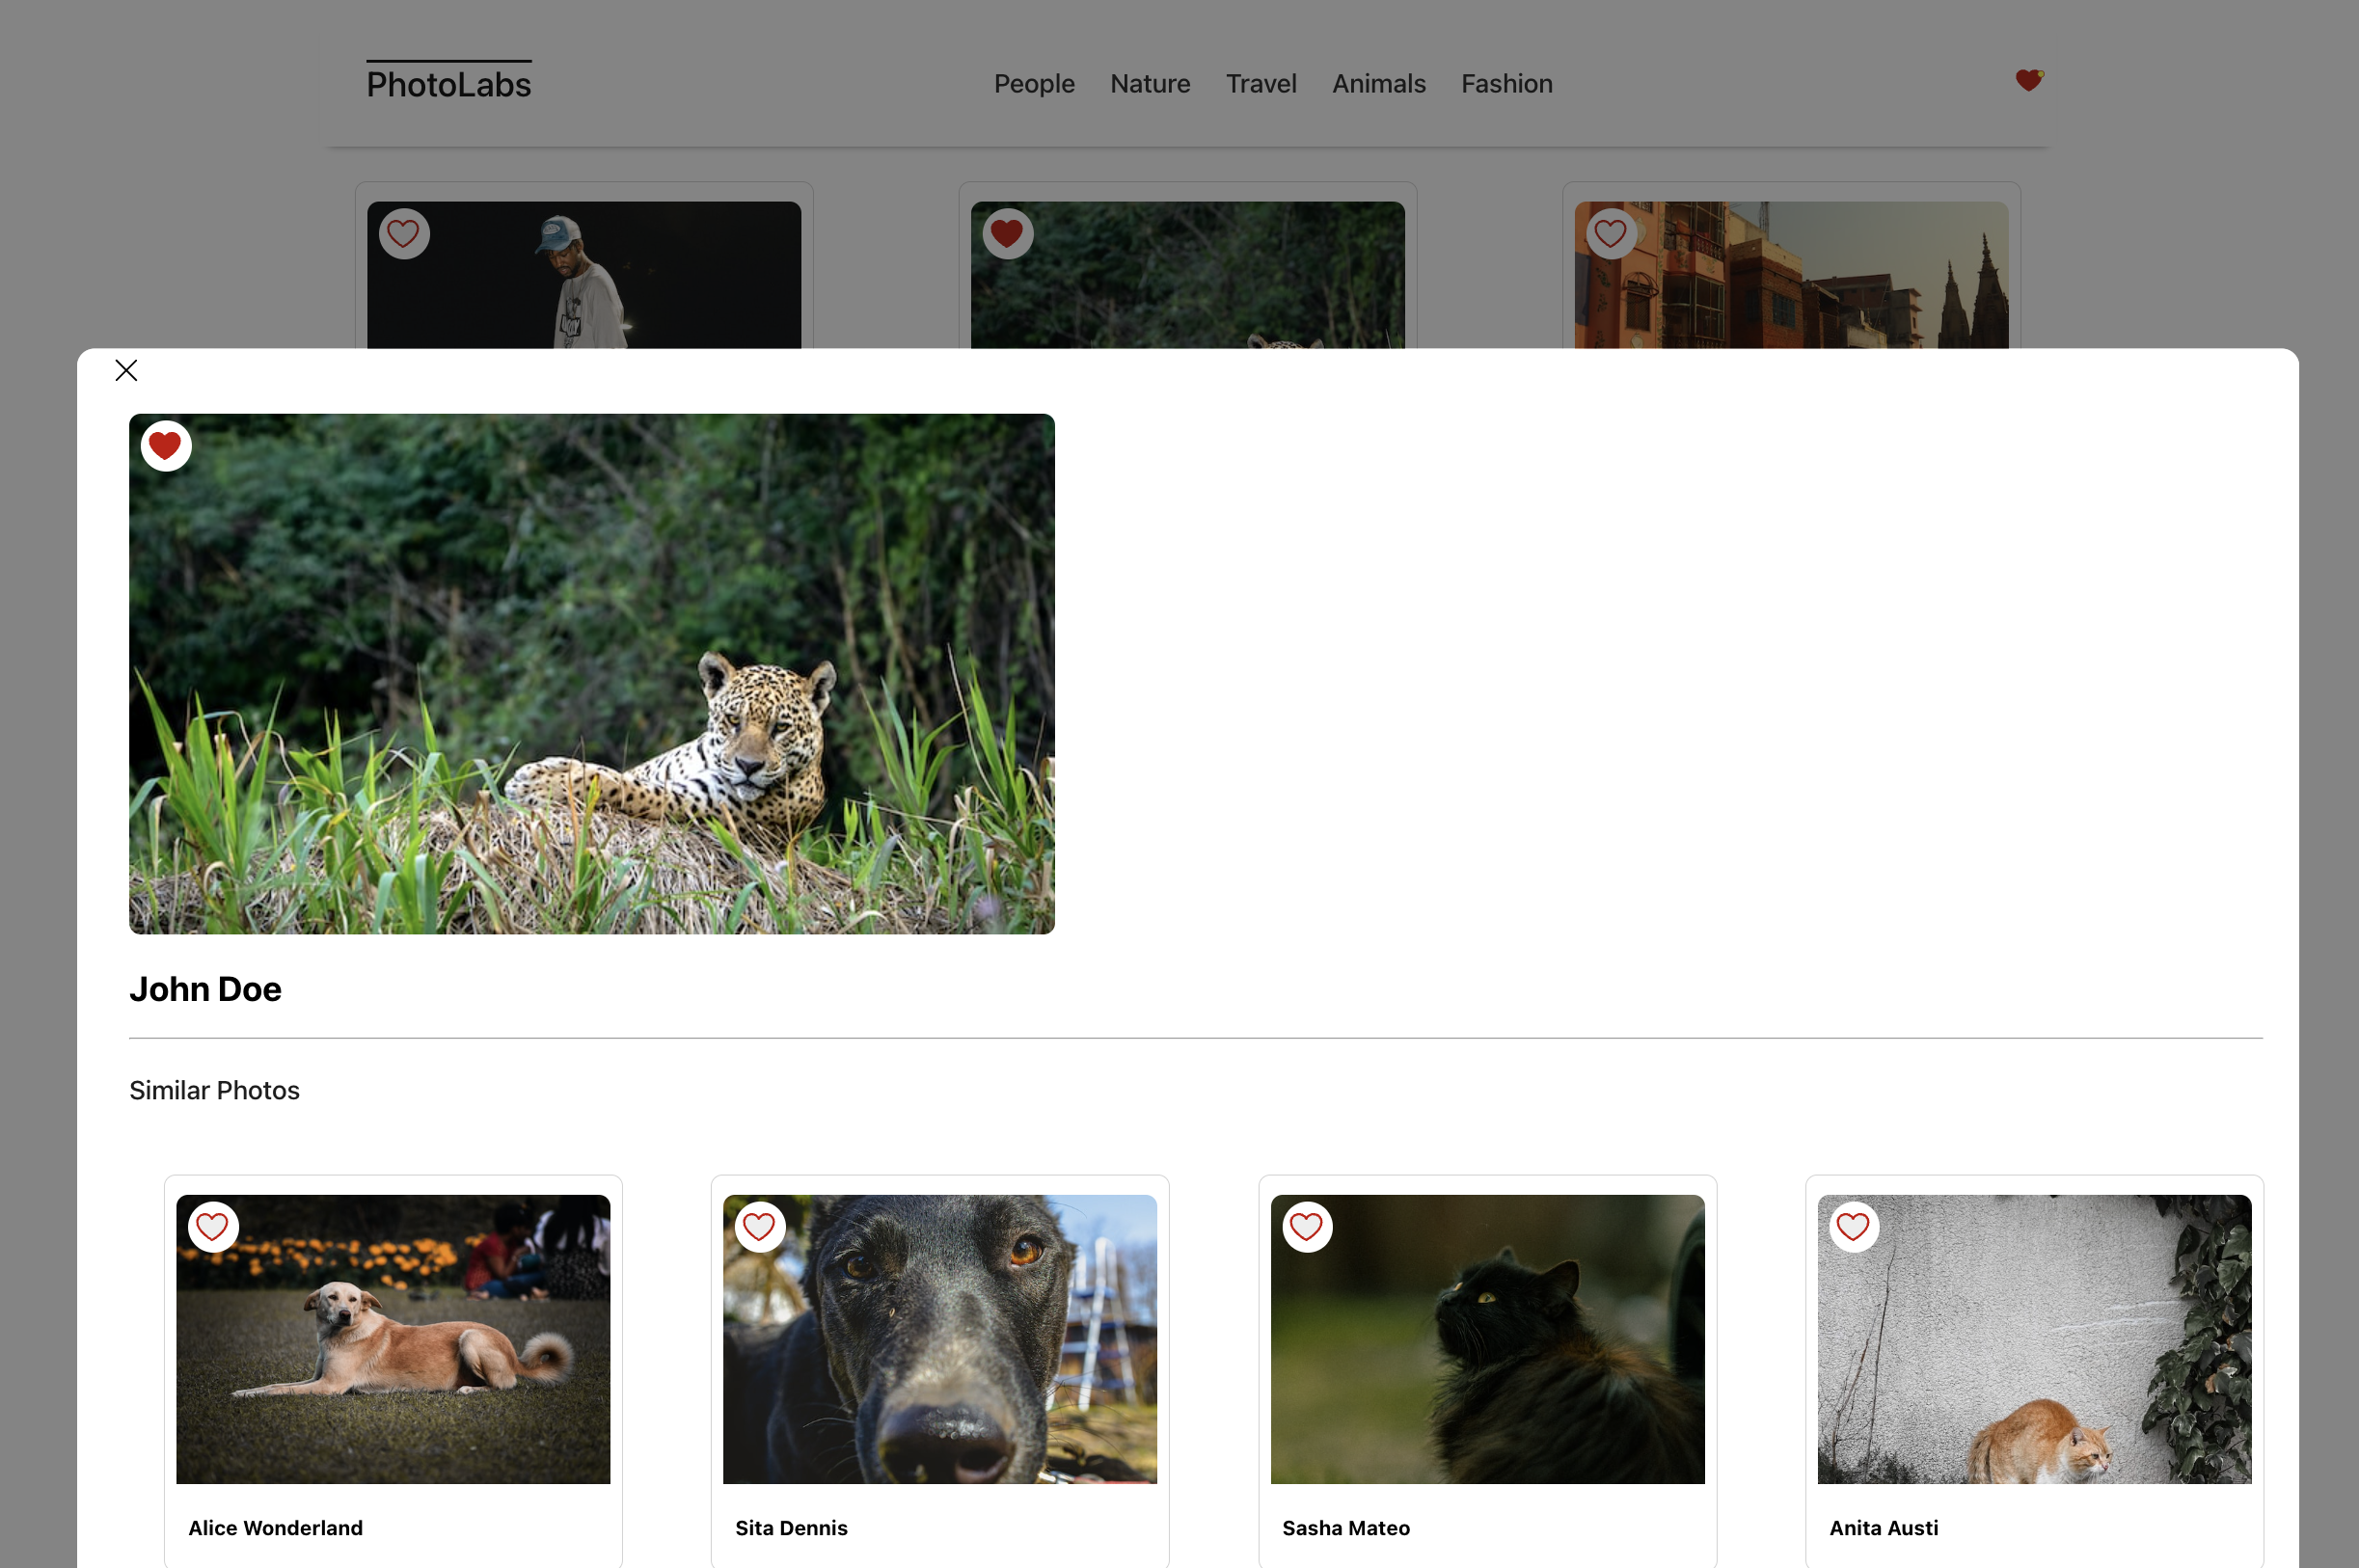 PhotoLabs
People Nature Travel Animals Fashion
John Doe
Similar Photos
Alice Wonderland
Sita Dennis
Sasha Mateo
Anita Austi